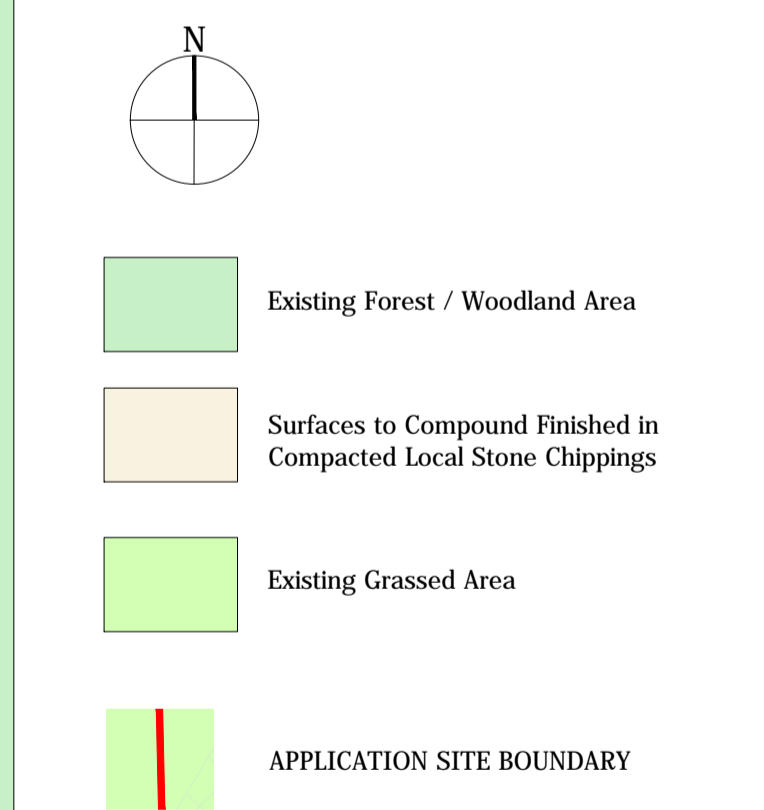 N
Existing Forest / Woodland Area
Surfaces to Compound Finished in
Compacted Local Stone Chippings
Existing Grassed Area
APPLICATION SITE BOUNDARY